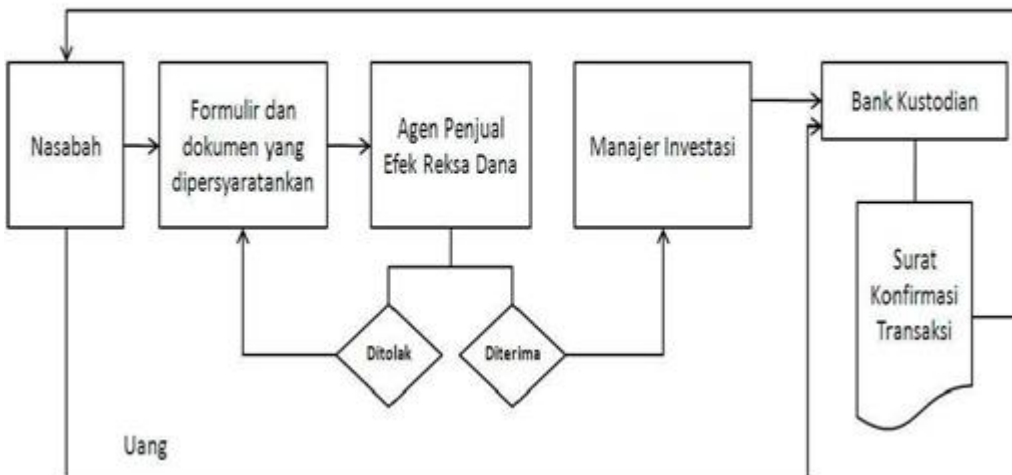 Nasabah
Formulir dan
dokumen yang
dipersyaratankan
Agen Penjual
Efek Reksa Dana
Manajer Investasi
Bank Kustodian
Surat
Konfirmasi
Transaksi
Ditolak
Diterima
Uang